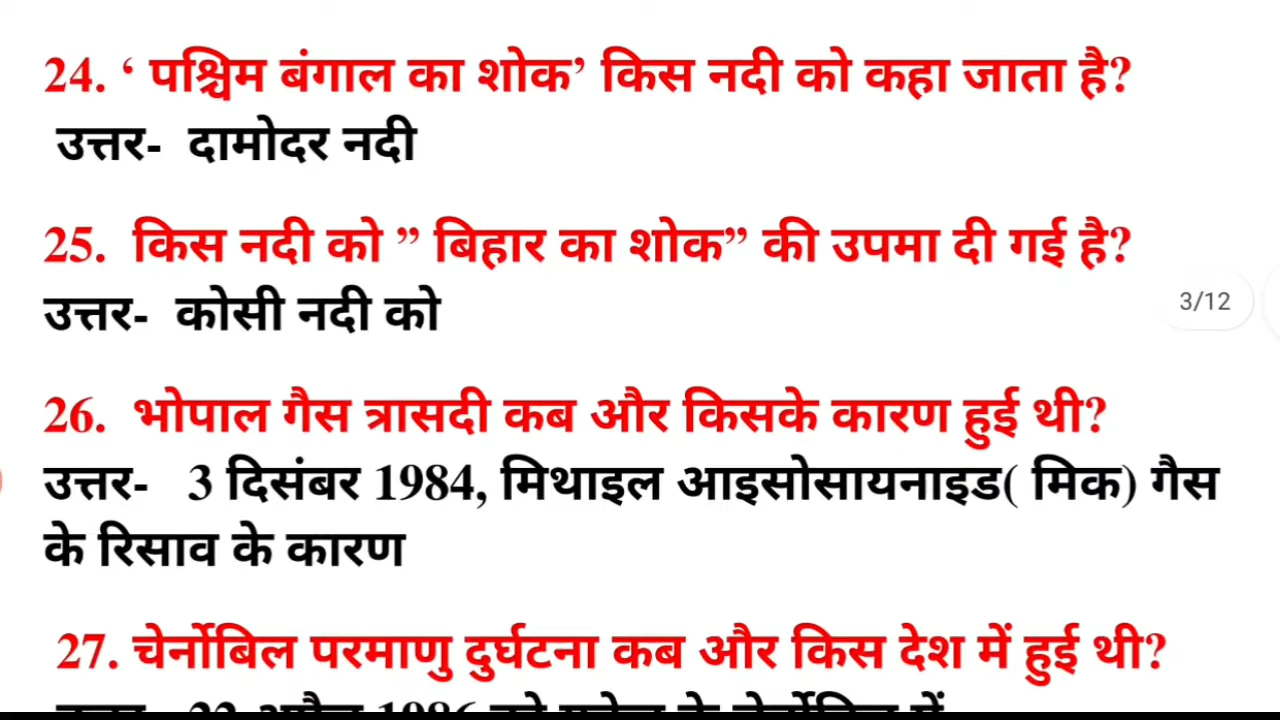 24. ‘ पश्चिम बंगाल का शोक’ किस नदी को कहा जाता है?
उत्तर- दामोदर नदी
25. किस नदी को ” बिहार का शोक” की उपमा दी गई है?
3/12
उत्तर- कोसी नदी को
26. भोपाल गैस त्रासदी कब और किसके कारण हुई थी?
उत्तर- 3 दिसंबर 1984, मिथाइल आइसोसायनाइड( मिक) गैस
के रिसाव के कारण
27. चेर्नोबिल परमाणु दुर्घटना कब और किस देश में हुई थी?